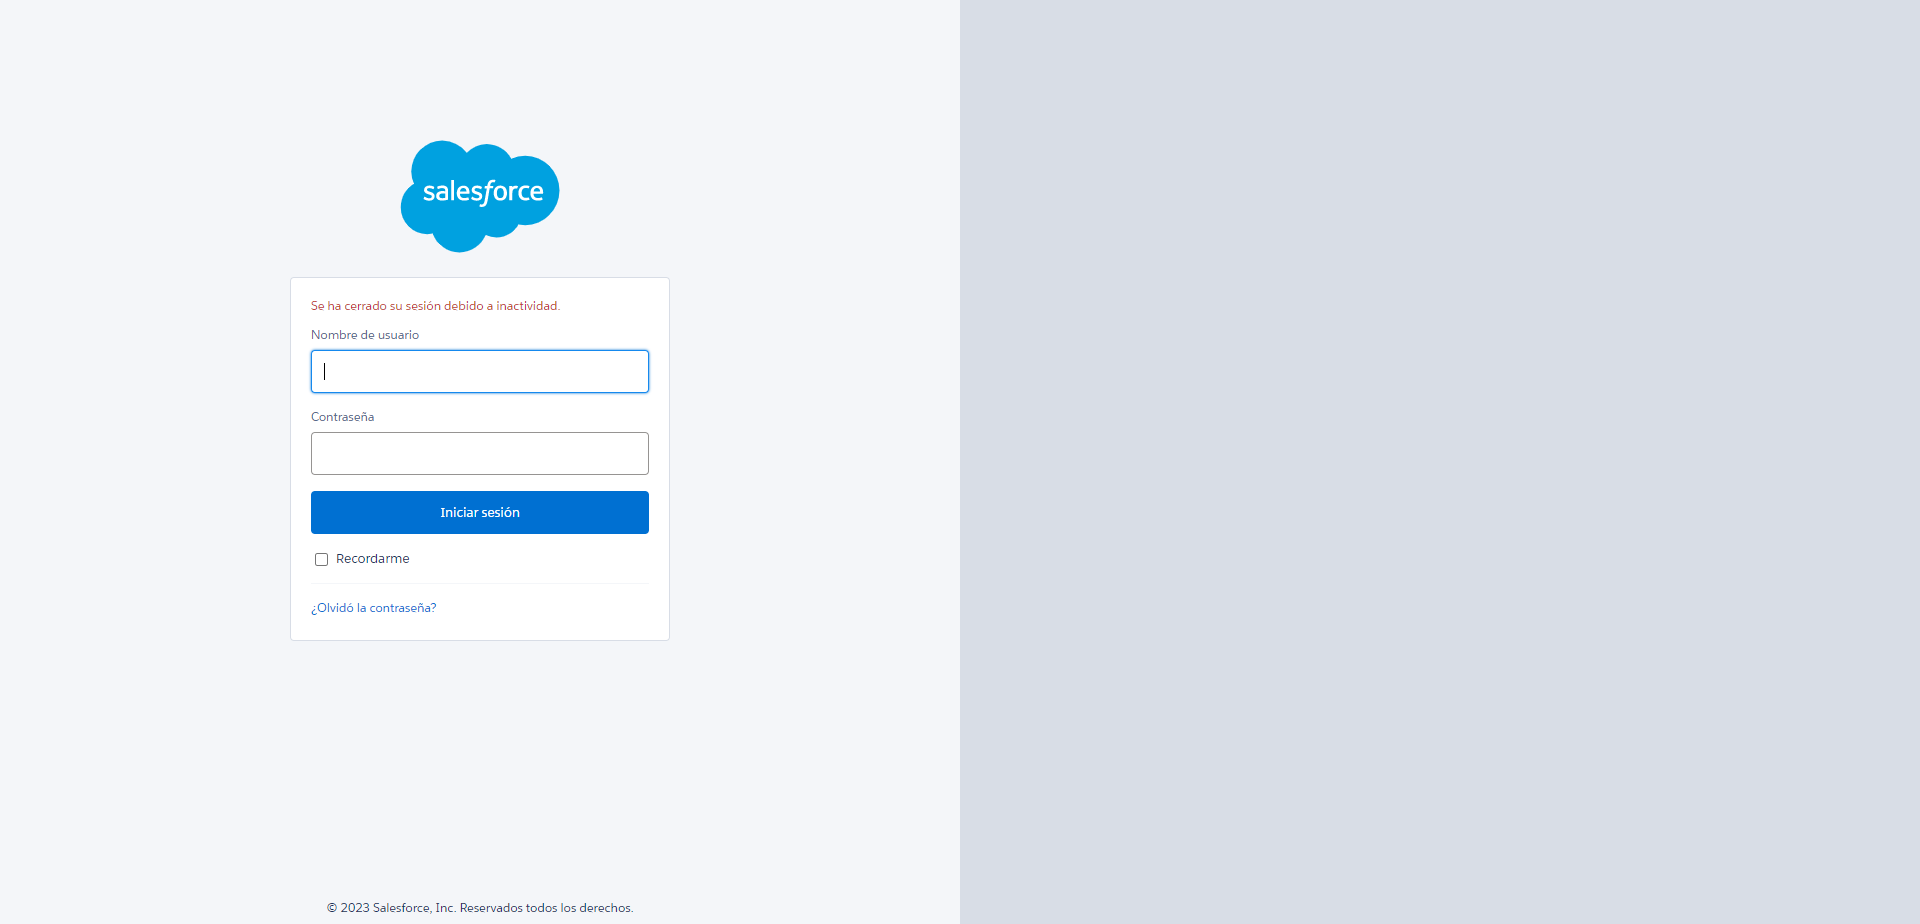 salesforce
Se ha cerrado su sesión debido a inactividad.
Nombre de usuario
Contraseña
Iniciar sesión
Recordarme
¿Olvidó la contraseña?
© 2023 Salesforce, Inc. Reservados todos los derechos.